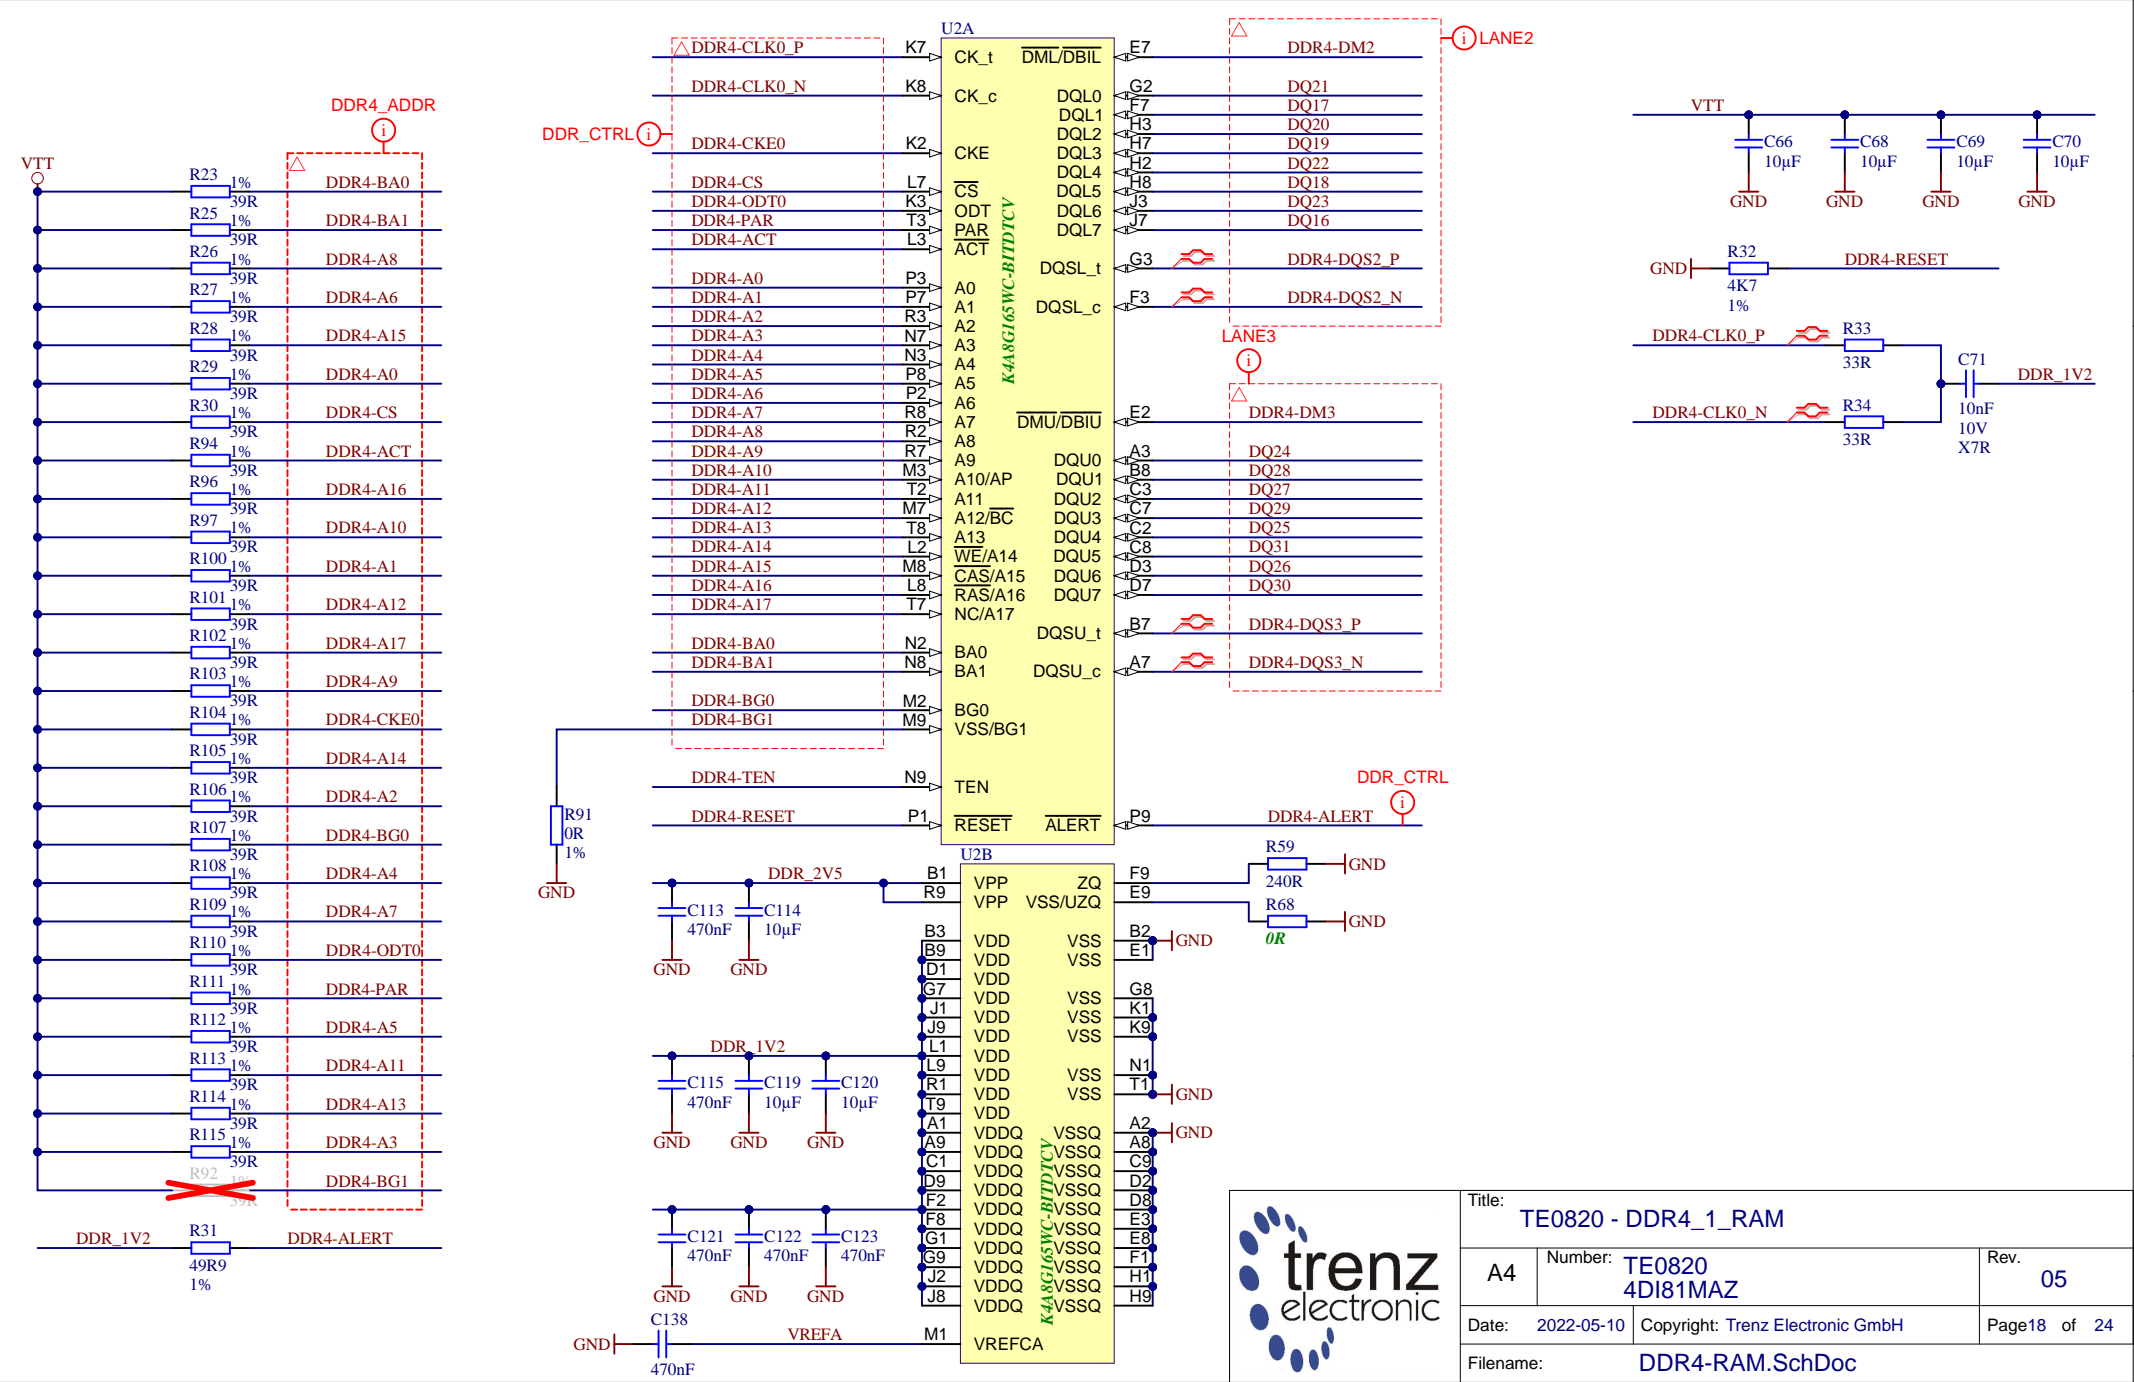 DDR4_ADDR
i
VTT
R23 1% 39R DDR4-BA0
R25 1% 39R DDR4-BA1
R26 1% 39R DDR4-A8
R27 1% 39R DDR4-A6
R28 1% 39R DDR4-A15
R29 1% 39R DDR4-A0
R30 1% 39R DDR4-CS
R94 1% 39R DDR4-ACT
R96 1% 39R DDR4-A16
R97 1% 39R DDR4-A10
R100 1% 39R DDR4-A1
R101 1% 39R DDR4-A12
R102 1% 39R DDR4-A17
R103 1% 39R DDR4-A9
R104 1% 39R DDR4-CKE0
R105 1% 39R DDR4-A14
R106 1% 39R DDR4-A2
R107 1% 39R DDR4-BG0
R108 1% 39R DDR4-A4
R109 1% 39R DDR4-A7
R110 1% 39R DDR4-ODT0
R111 1% 39R DDR4-PAR
R112 1% 39R DDR4-A5
R113 1% 39R DDR4-A11
R114 1% 39R DDR4-A13
R115 1% 39R DDR4-A3
R92 1% 39R DDR4-BG1
DDR_1V2 R31 DDR4-ALERT
49R9
1%
U2A
DDR_CTRL i
DDR4-CLK0_P K7 CK_t
DDR4-CLK0_N K8 CK_c
DDR4-CKE0 K2 CKE
DDR4-CS L7 CS
DDR4-ODT0 K3 ODT
DDR4-PAR T3 PAR
DDR4-ACT L3 ACT
DDR4-A0 P3 A0
DDR4-A1 P7 A1
DDR4-A2 R3 A2
DDR4-A3 N7 A3
DDR4-A4 N3 A4
DDR4-A5 P8 A5
DDR4-A6 P2 A6
DDR4-A7 R8 A7
DDR4-A8 R2 A8
DDR4-A9 R7 A9
DDR4-A10 M3 A10/AP
DDR4-A11 T2 A11
DDR4-A12 M7 A12/BC
DDR4-A13 T8 A13
DDR4-A14 L2 WE/A14
DDR4-A15 M8 CAS/A15
DDR4-A16 L8 RAS/A16
DDR4-A17 T7 NC/A17
DDR4-BA0 N2 BA0
DDR4-BA1 N8 BA1
DDR4-BG0 M2 BG0
DDR4-BG1 M9 VSS/BG1
DDR4-TEN N9 TEN
DDR4-RESET P1 RESET
R91
0R
1%
GND
K4A8G165WC-BITDTCV
i LANE2
DML/DBIL E7 DDR4-DM2
DQL0 G2 DQ21
DQL1 F7 DQ17
DQL2 H3 DQ20
DQL3 H7 DQ19
DQL4 H2 DQ22
DQL5 H8 DQ18
DQL6 J3 DQ23
DQL7 J7 DQ16
DQSL_t G3 DDR4-DQS2_P
DQSL_c F3 DDR4-DQS2_N
LANE3
i
DMU/DBIU E2 DDR4-DM3
DQU0 A3 DQ24
DQU1 B8 DQ28
DQU2 C3 DQ27
DQU3 C7 DQ29
DQU4 C2 DQ25
DQU5 C8 DQ31
DQU6 D3 DQ26
DQU7 D7 DQ30
DQSU_t B7 DDR4-DQS3_P
DQSU_c A7 DDR4-DQS3_N
DDR_CTRL
i
ALERT P9 DDR4-ALERT
U2B
DDR_2V5 B1 VPP
R9 VPP
C113 470nF GND
C114 10µF GND
B3 VDD
B9 VDD
D1 VDD
G7 VDD
J1 VDD
J9 VDD
DDR_1V2 L1 VDD
L9 VDD
R1 VDD
T9 VDD
C115 470nF GND
C119 10µF GND
C120 10µF GND
A1 VDDQ
A9 VDDQ
C1 VDDQ
D9 VDDQ
F2 VDDQ
F8 VDDQ
G1 VDDQ
G9 VDDQ
J2 VDDQ
J8 VDDQ
C121 470nF GND
C122 470nF GND
C123 470nF GND
GND C138 470nF VREFA M1 VREFCA
K4A8G165WC-BITDTCV
ZQ F9 R59 240R GND
VSS/UZQ E9 R68 0R GND
VSS B2 GND
VSS E1
VSS G8
VSS K1
VSS K9
VSS N1
VSS T1 GND
VSSQ A2 GND
VSSQ A8
VSSQ C9
VSSQ D2
VSSQ D8
VSSQ E3
VSSQ E8
VSSQ F1
VSSQ H1
VSSQ H9
VTT
C66 10µF GND
C68 10µF GND
C69 10µF GND
C70 10µF GND
GND R32 DDR4-RESET
4K7
1%
DDR4-CLK0_P R33
33R
DDR4-CLK0_N R34
33R
C71 DDR_1V2
10nF
10V
X7R
trenz
electronic
Title:
TE0820 - DDR4_1_RAM
A4
Number: TE0820
4DI81MAZ
Rev.
05
Date: 2022-05-10 Copyright: Trenz Electronic GmbH Page18 of 24
Filename: DDR4-RAM.SchDoc